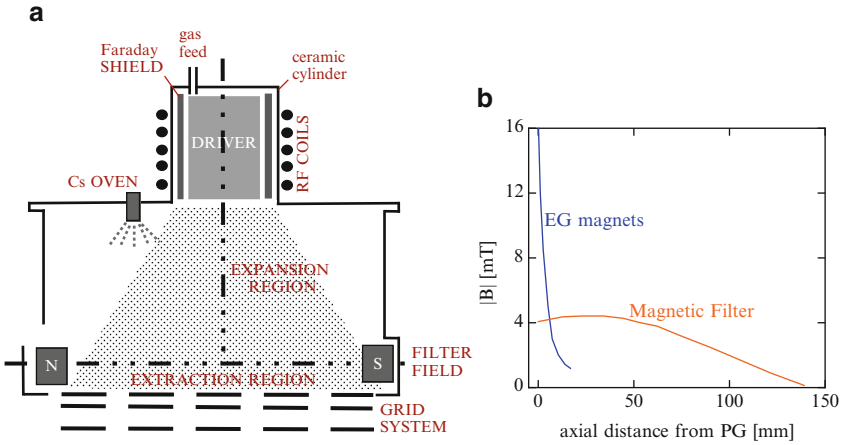 a
gas
feed
Faraday
SHIELD
ceramic
cylinder
DRIVER
RF COILS
Cs OVEN
EXPANSION
REGION
N
S
FILTER
FIELD
EXTRACTION REGION
GRID
SYSTEM
b
16
12
8
4
0
|B| [mT]
EG magnets
Magnetic Filter
0
50
100
150
axial distance from PG [mm]